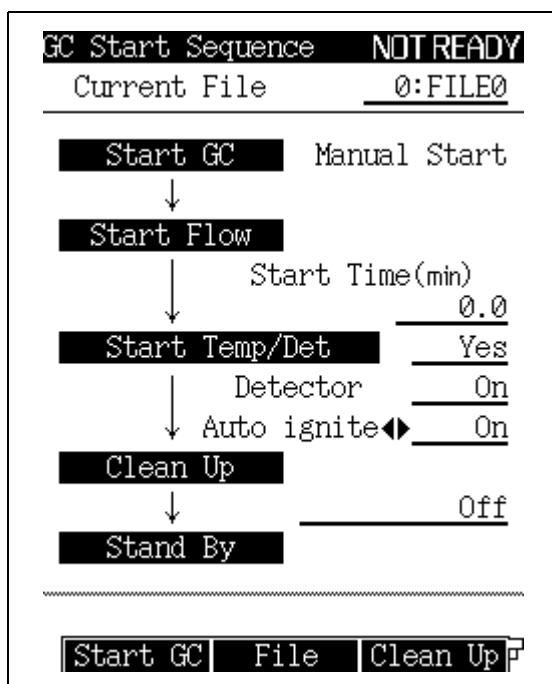 GC Start Sequence NOT READY
Current File 0:FILE0
Start GC Manual Start
Start Flow
Start Time(min)
0.0
Start Temp/Det Yes
Detector On
Auto ignite On
Clean Up
Off
Stand By
Start GC File Clean Up